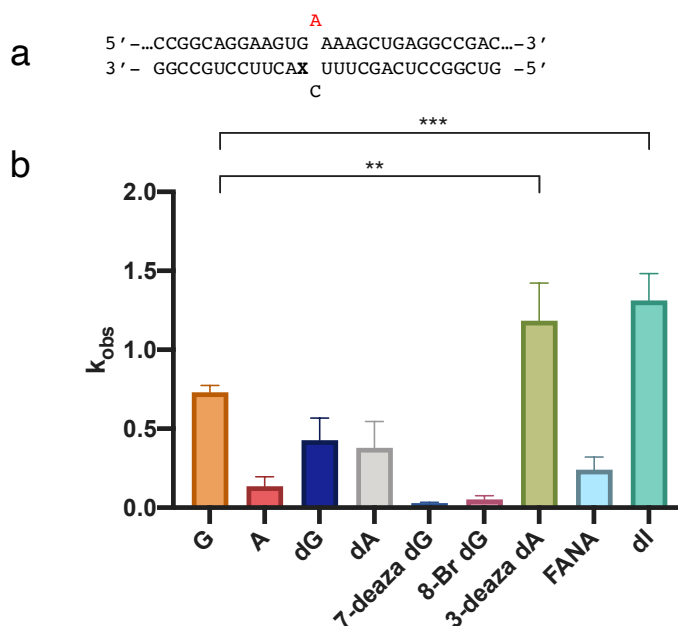 a
A
5’-…CCGGCAGGAAGUG AAAGCUGAGGCCGAC…-3’
3’- GGCCGUCCUUCAX UUUCGACUCCGGCUG -5’
C
b
***
**
2.0
1.5
1.0
0.5
0.0
kobs
G
A
dG
dA
7-deaza dG
8-Br dG
3-deaza dA
FANA
dI